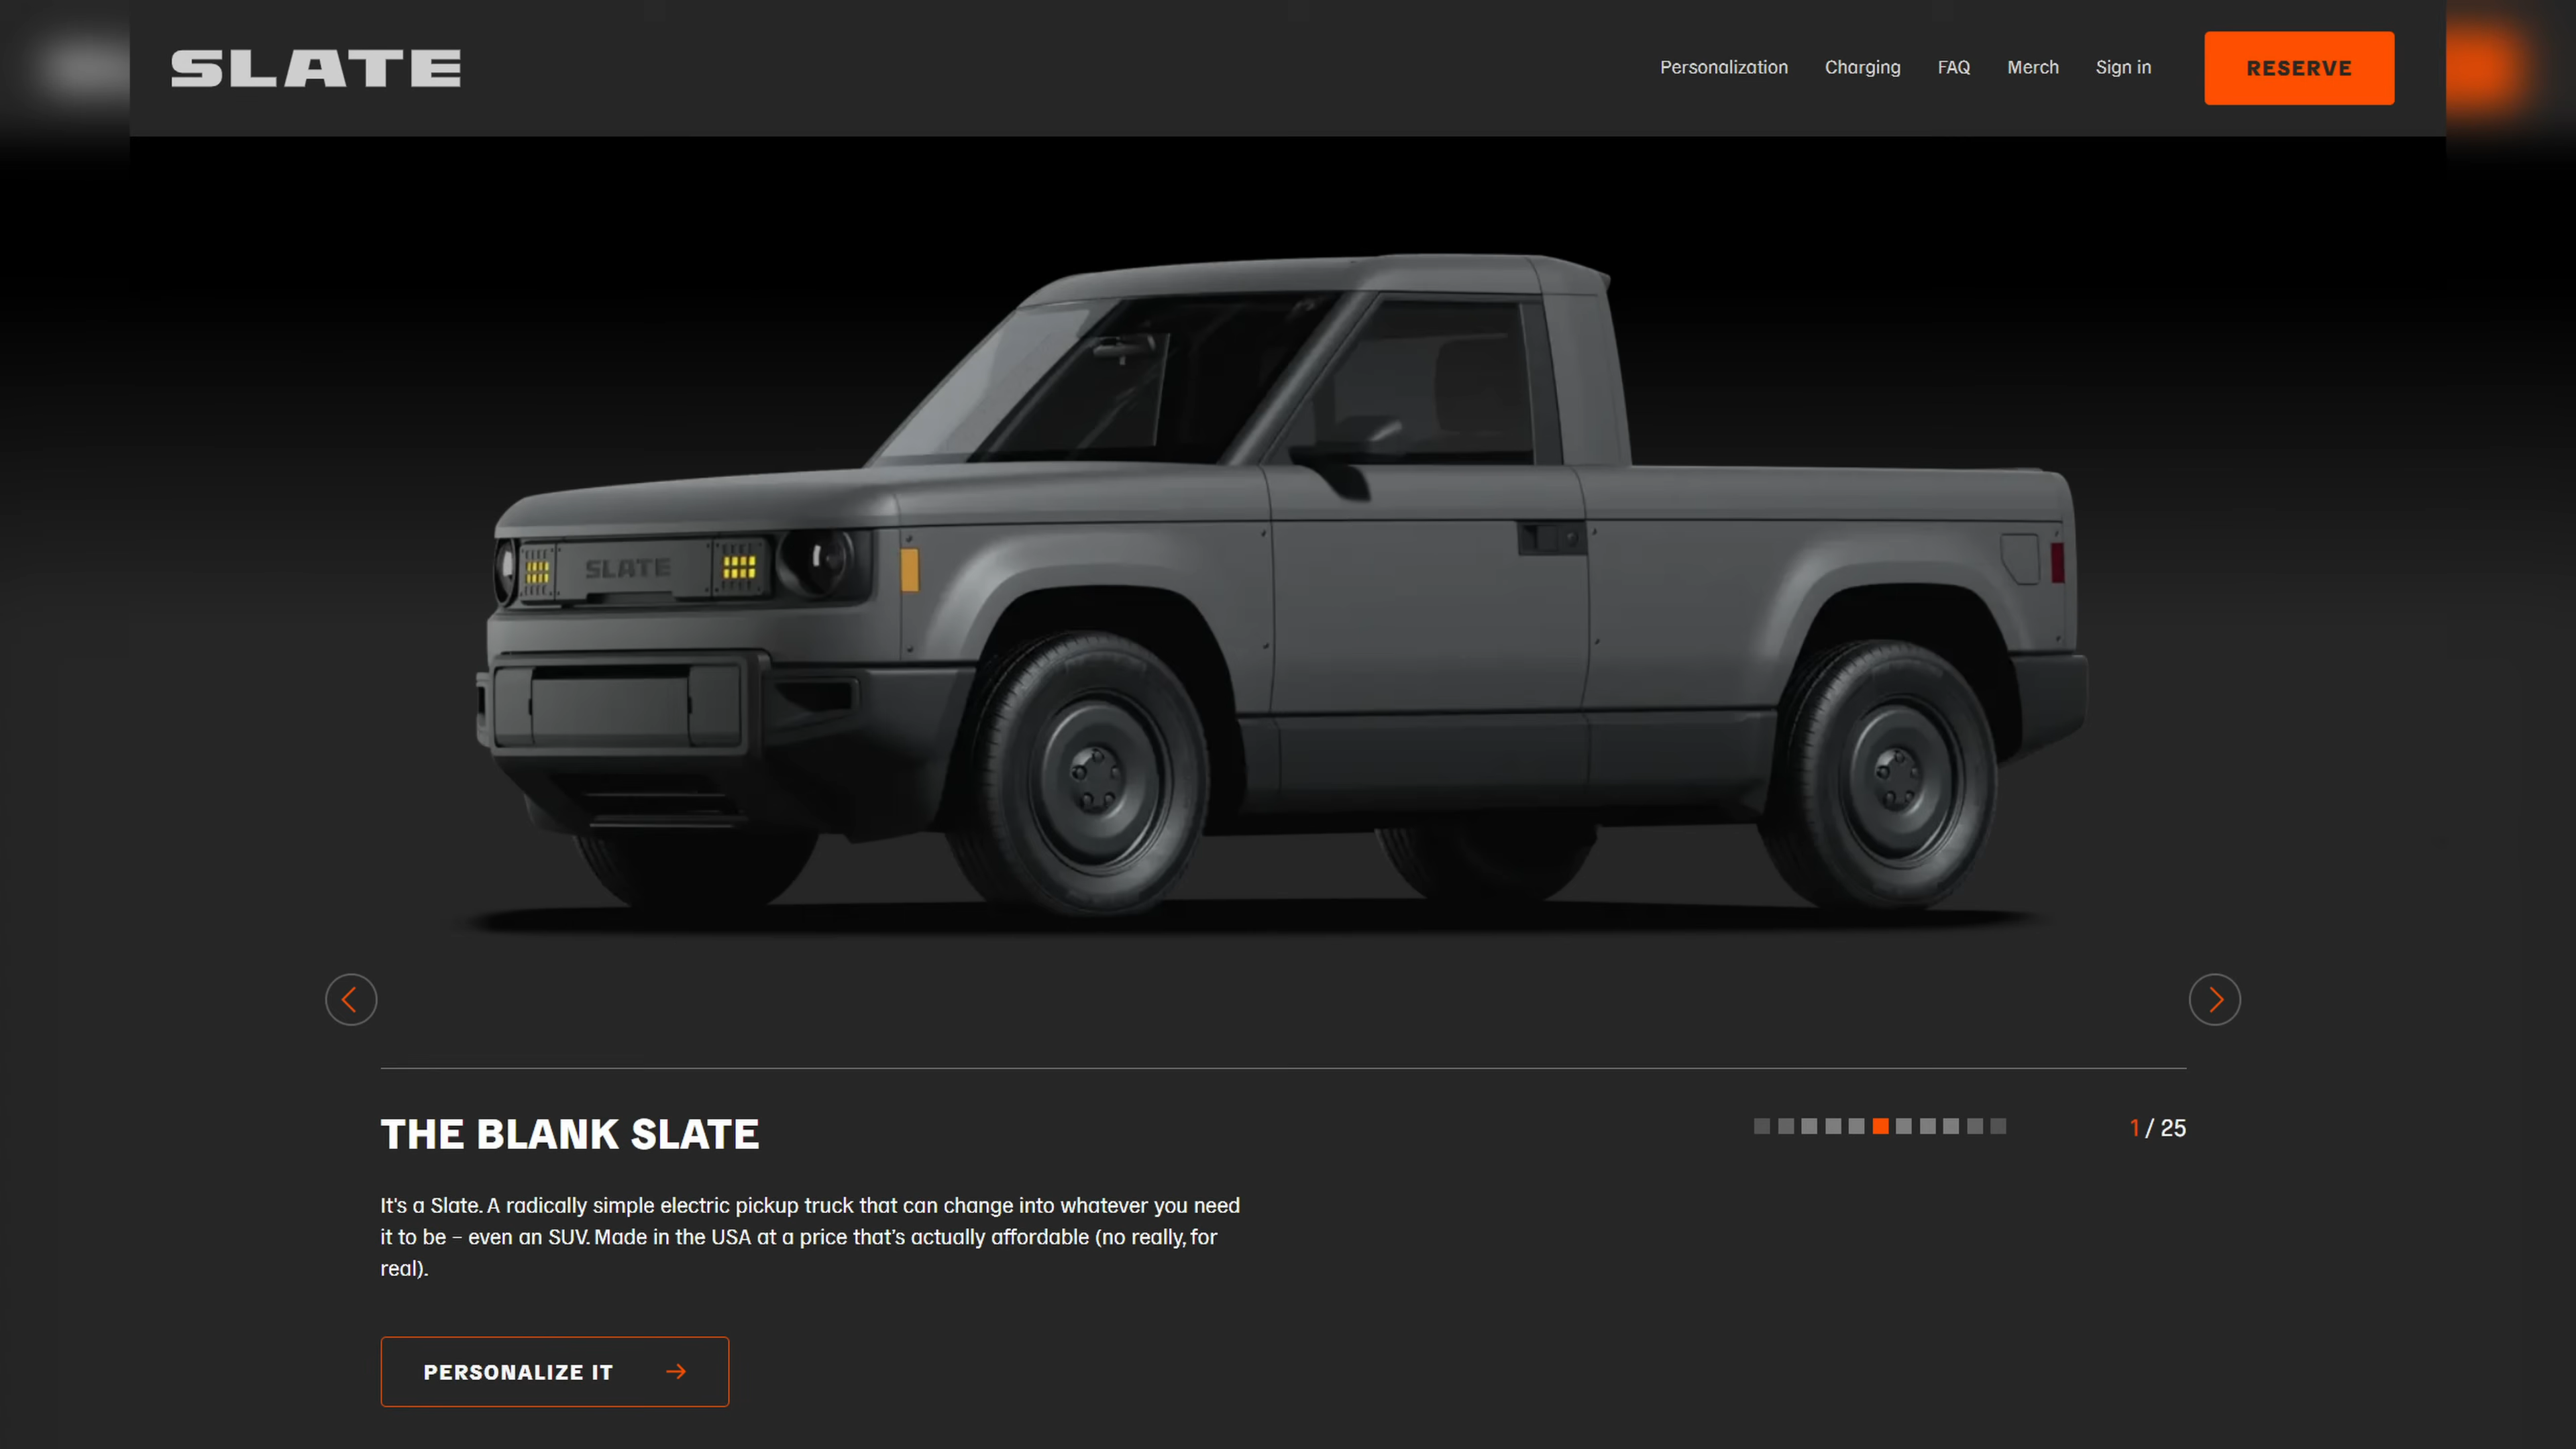 SLATE
Personalization
Charging
FAQ
Merch
Sign in
RESERVE
SLATE
THE BLANK SLATE
1 / 25
It's a Slate. A radically simple electric pickup truck that can change into whatever you need
it to be – even an SUV. Made in the USA at a price that's actually affordable (no really, for
real).
PERSONALIZE IT